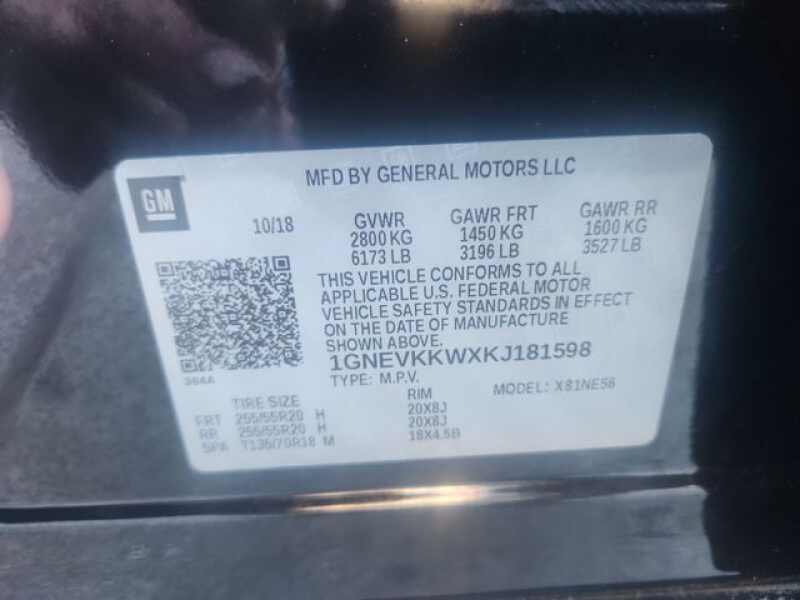 MFD BY GENERAL MOTORS LLC
GM
10/18
GVWR GAWR FRT GAWR RR
2800 KG 1450 KG 1600 KG
6173 LB 3196 LB 3527 LB
THIS VEHICLE CONFORMS TO ALL
APPLICABLE U.S. FEDERAL MOTOR
VEHICLE SAFETY STANDARDS IN EFFECT
ON THE DATE OF MANUFACTURE
SHOWN ABOVE.
1GNEVKKWXKJ181598
TYPE: M.P.V. MODEL: X81NE56
384A
TIRE SIZE RIM
FRT 255/55R20 H 20X8J
RR 255/55R20 H 20X8J
SPA T135/70R18 M 18X4.5B